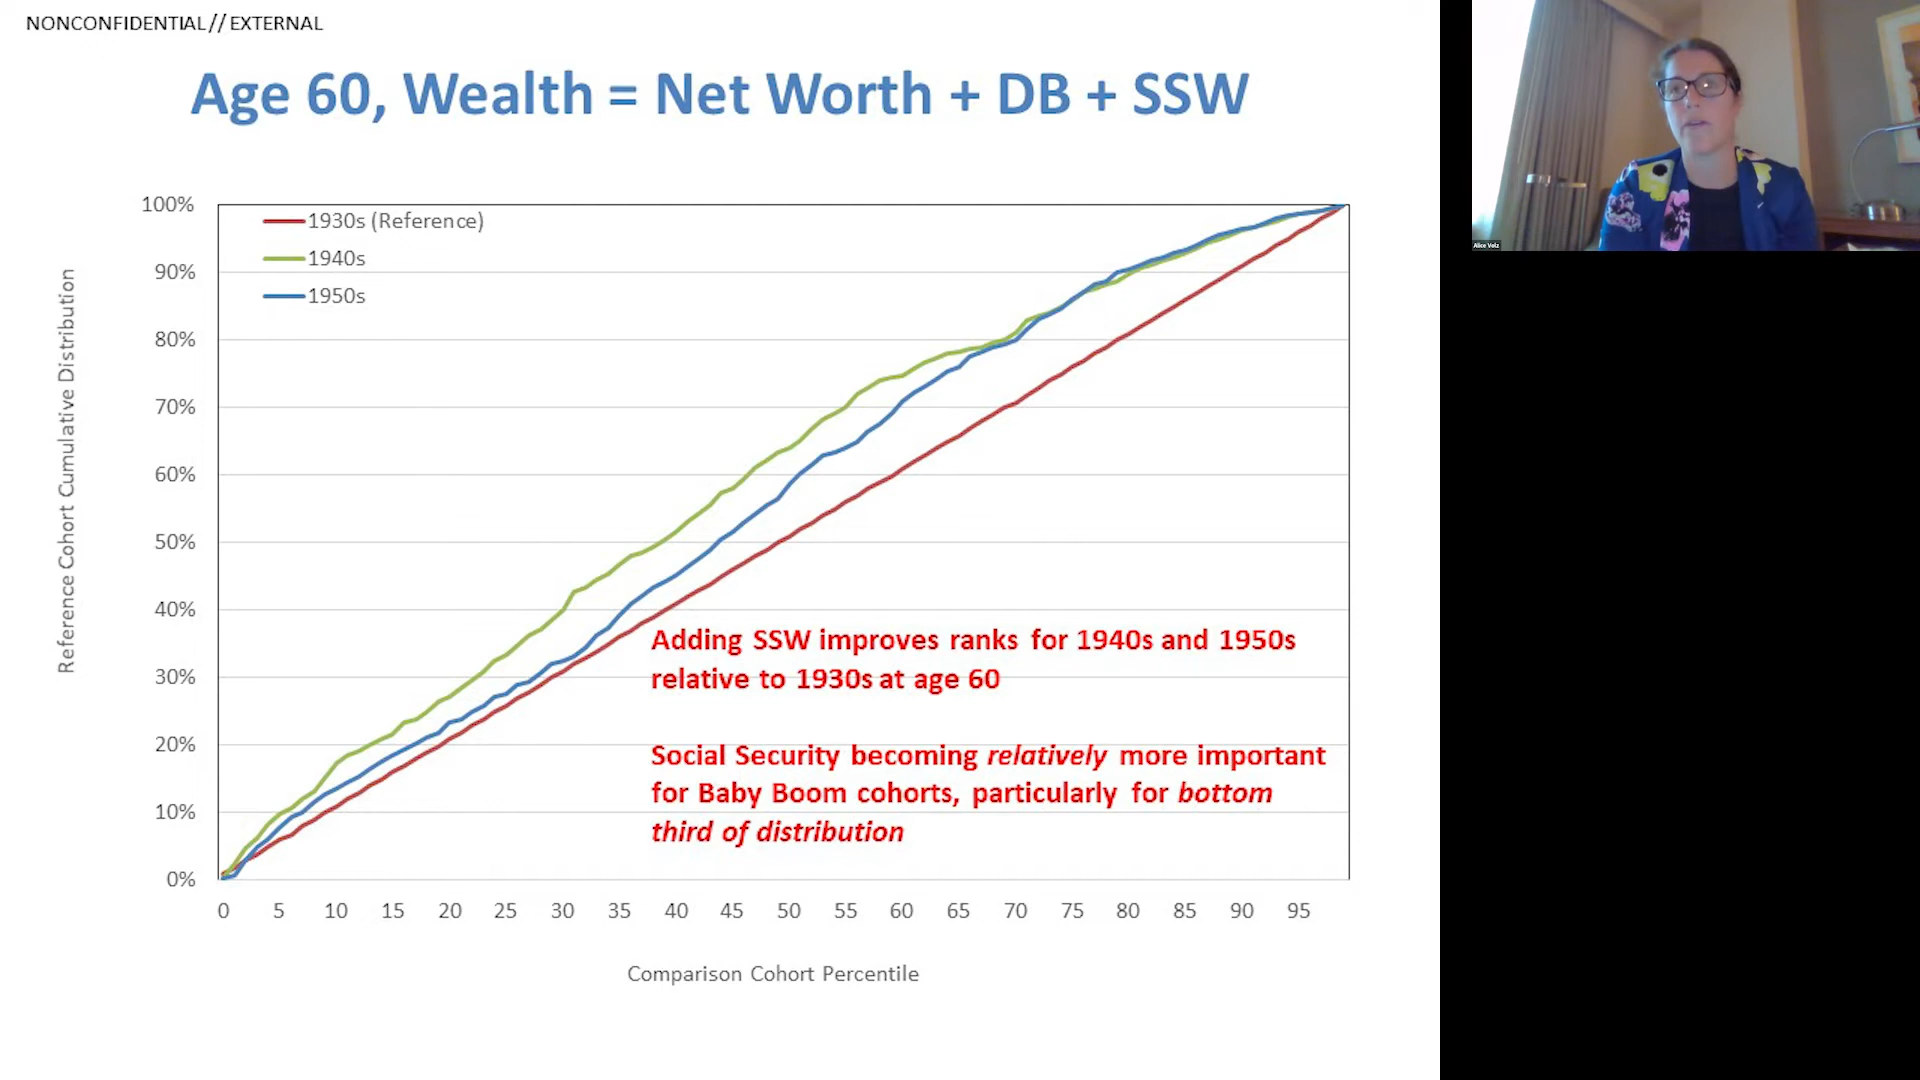 NONCONFIDENTIAL//EXTERNAL
Age 60, Wealth = Net Worth + DB + SSW
Reference Cohort Cumulative Distribution
100%
90%
80%
70%
60%
50%
40%
30%
20%
10%
0%
1930s (Reference)
1940s
1950s
Adding SSW improves ranks for 1940s and 1950s
relative to 1930s at age 60
Social Security becoming relatively more important
for Baby Boom cohorts, particularly for bottom
third of distribution
0 5 10 15 20 25 30 35 40 45 50 55 60 65 70 75 80 85 90 95
Comparison Cohort Percentile
Alice Volz